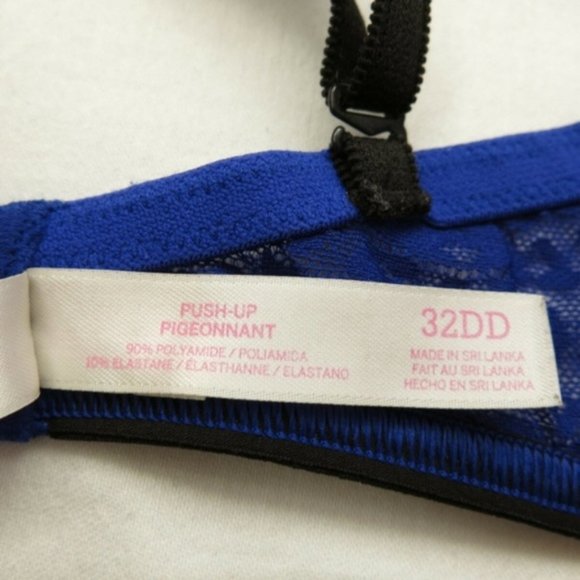 PUSH-UP
PIGEONNANT
90% POLYAMIDE / POLIAMIDA
10% ELASTANE / ÉLASTHANNE / ELASTANO
32DD
MADE IN SRI LANKA
FAIT AU SRI LANKA
HECHO EN SRI LANKA